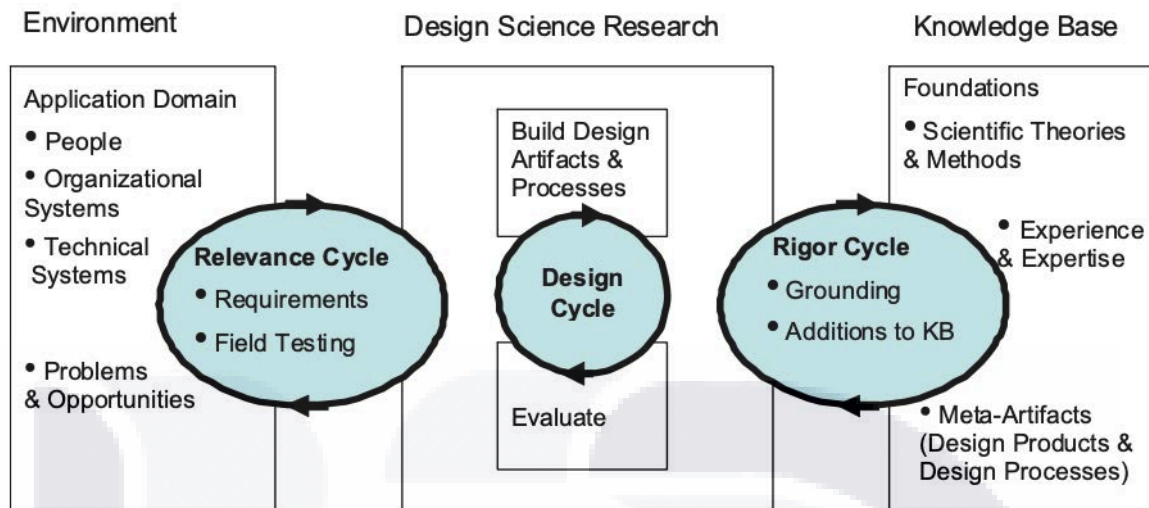 Environment
Design Science Research
Knowledge Base
Application Domain
• People
• Organizational
Systems
• Technical
Systems
• Problems
& Opportunities
Relevance Cycle
• Requirements
• Field Testing
Build Design
Artifacts &
Processes
Design
Cycle
Evaluate
Rigor Cycle
• Grounding
• Additions to KB
Foundations
• Scientific Theories
& Methods
• Experience
& Expertise
• Meta-Artifacts
(Design Products &
Design Processes)